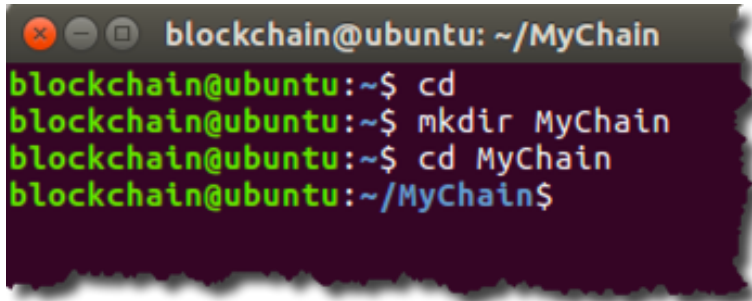 blockchain@ubuntu: ~/MyChain
blockchain@ubuntu:~$ cd
blockchain@ubuntu:~$ mkdir MyChain
blockchain@ubuntu:~$ cd MyChain
blockchain@ubuntu:~/MyChain$